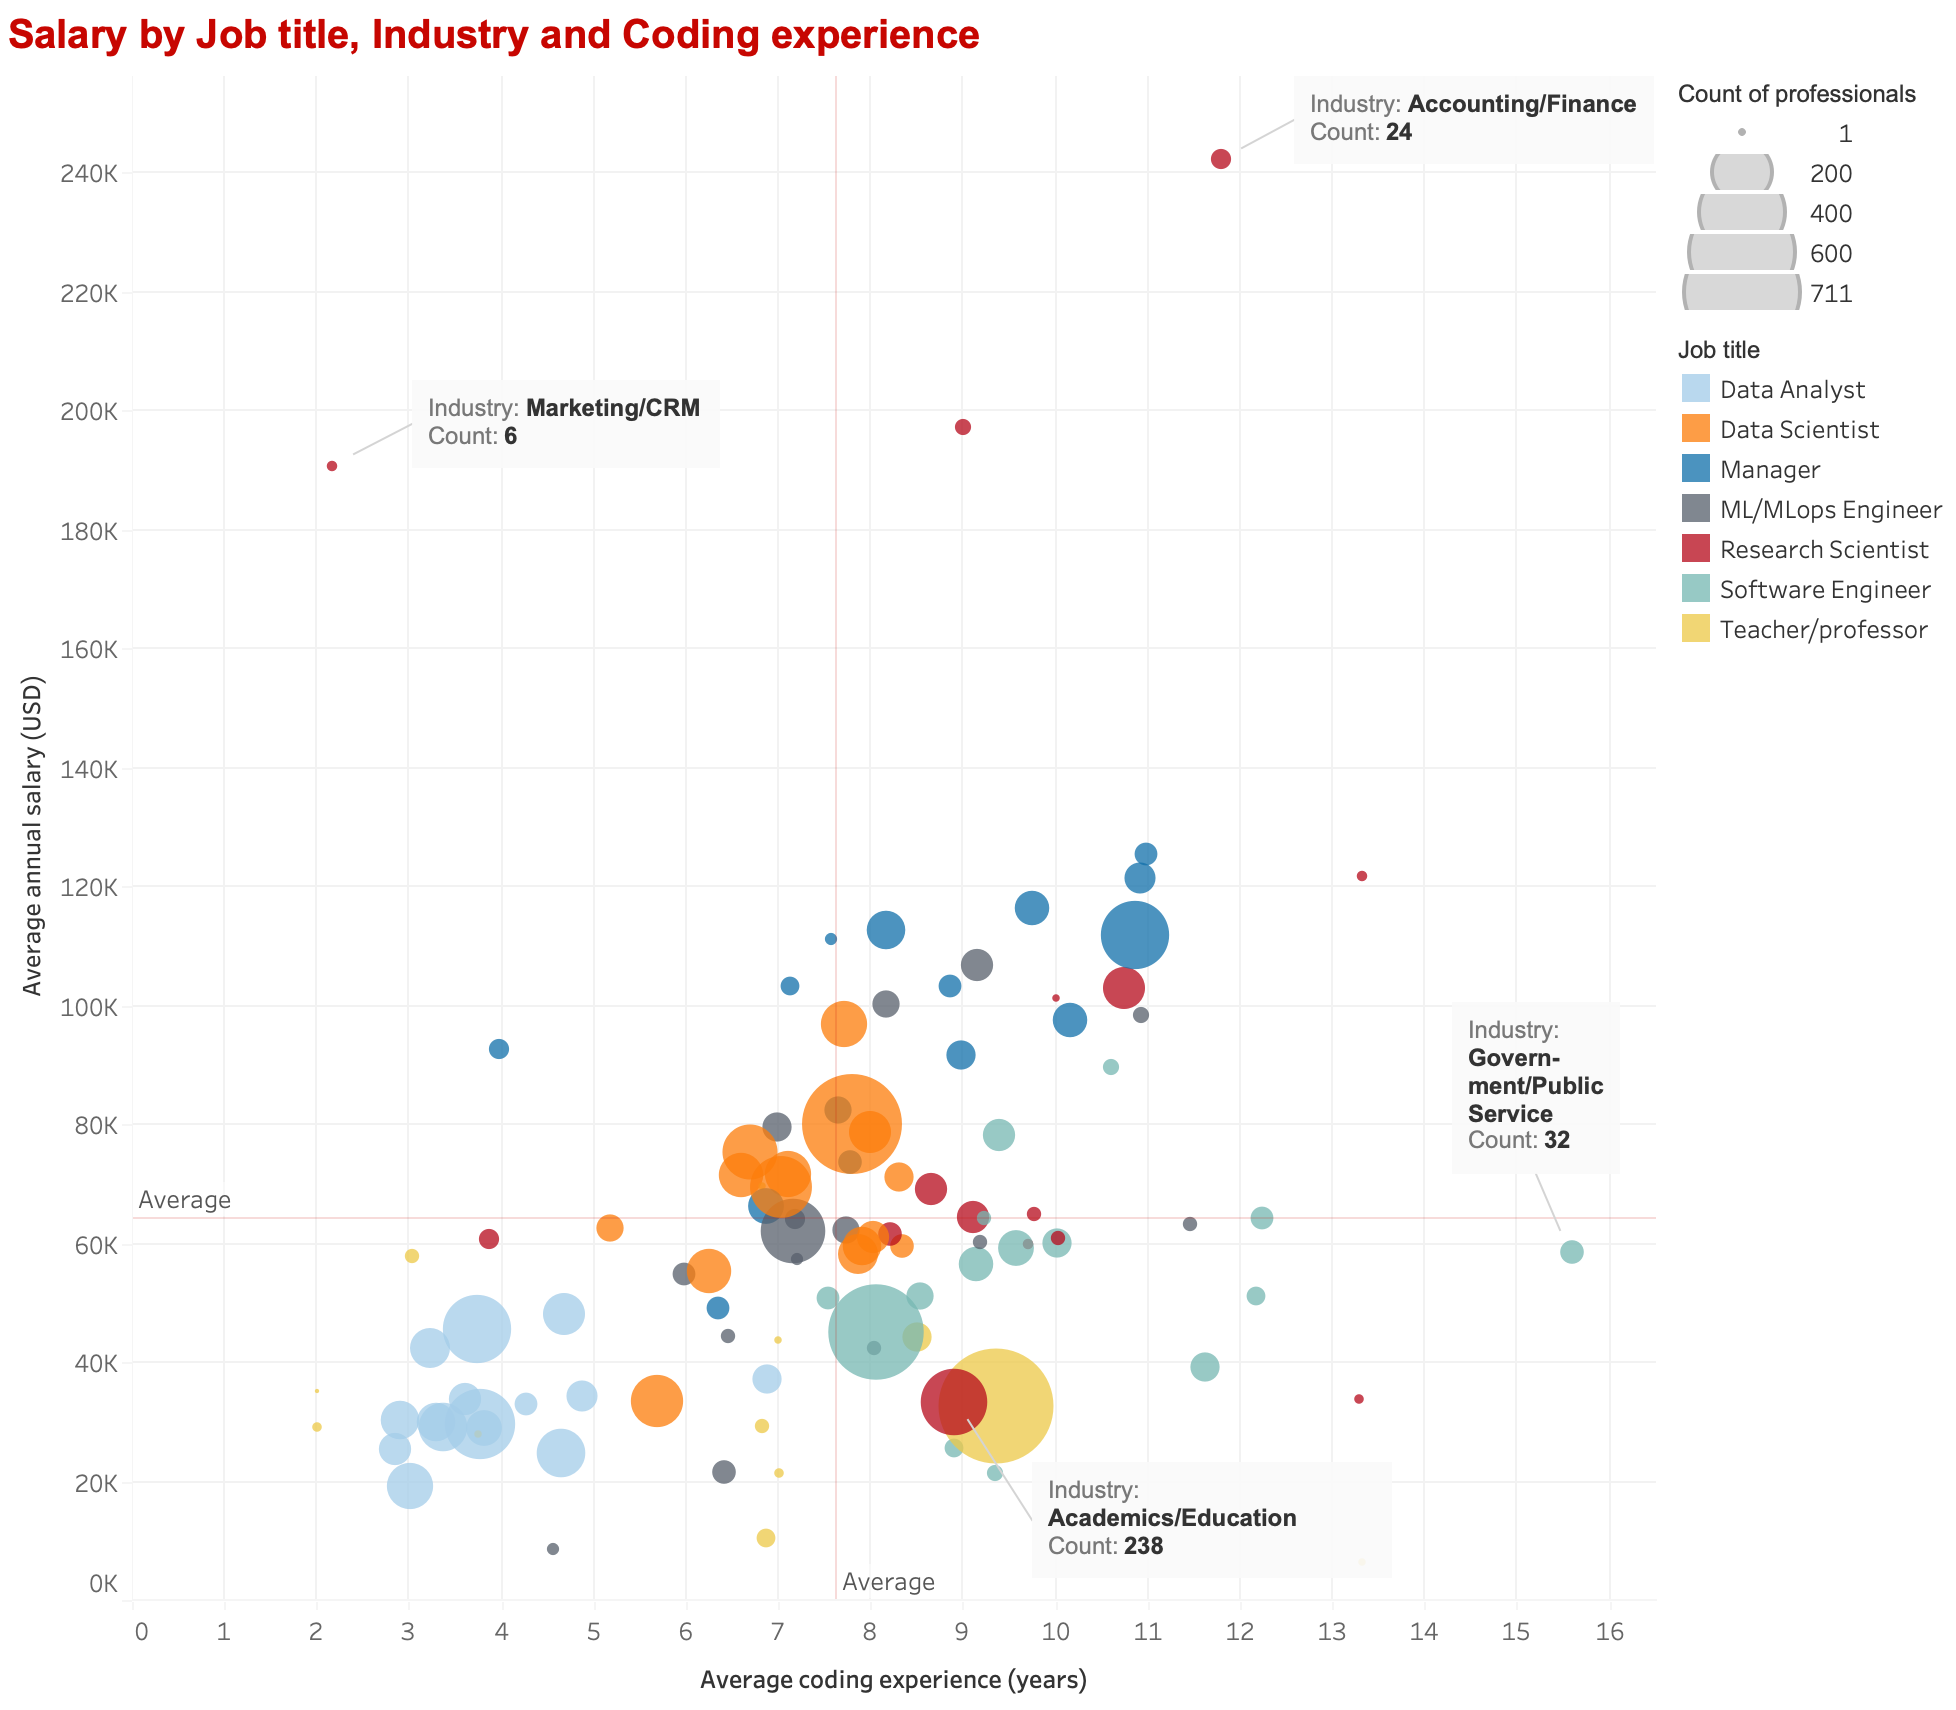 Salary by Job title, Industry and Coding experience
Industry: Accounting/Finance
Count: 24
Industry: Marketing/CRM
Count: 6
Industry:
Govern-
ment/Public
Service
Count: 32
Industry:
Academics/Education
Count: 238
Average
Average
Average annual salary (USD)
240K
220K
200K
180K
160K
140K
120K
100K
80K
60K
40K
20K
0K
0 1 2 3 4 5 6 7 8 9 10 11 12 13 14 15 16
Average coding experience (years)
Count of professionals
1
200
400
600
711
Job title
Data Analyst
Data Scientist
Manager
ML/MLops Engineer
Research Scientist
Software Engineer
Teacher/professor